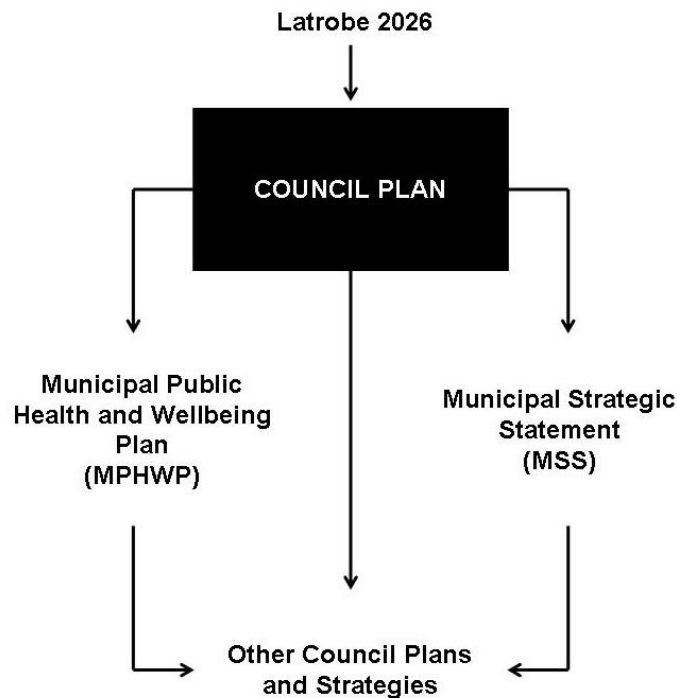 Latrobe 2026
COUNCIL PLAN
Municipal Public
Health and Wellbeing
Plan
(MPHWP)
Municipal Strategic
Statement
(MSS)
Other Council Plans
and Strategies